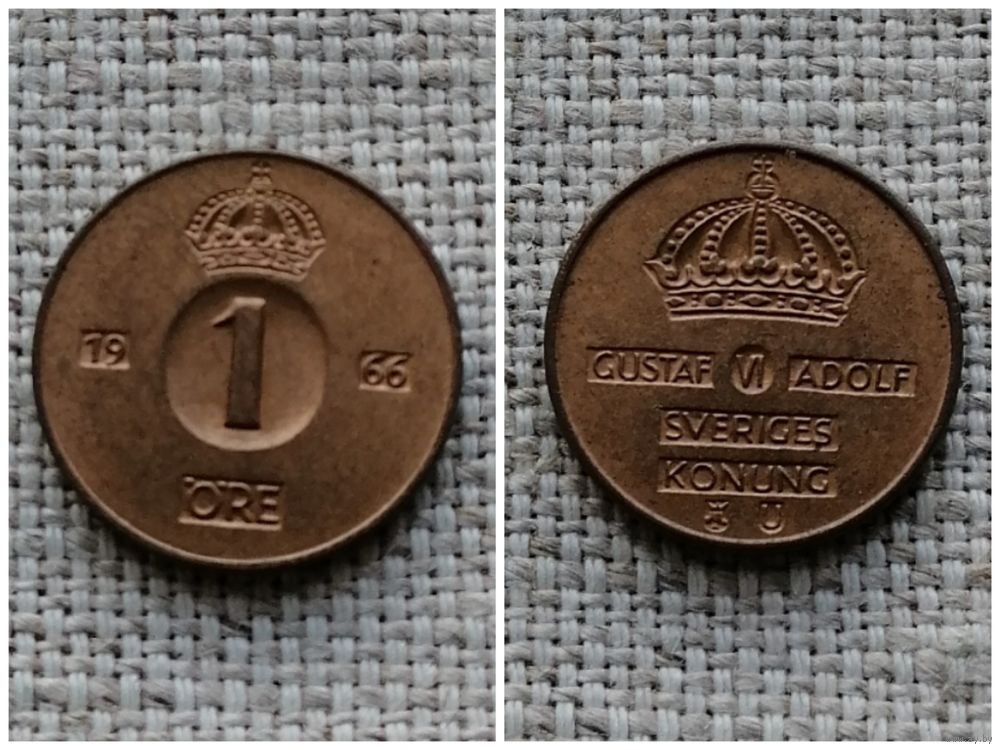 1
19 66
ÖRE
GUSTAF VI ADOLF
SVERIGES
KONUNG
U